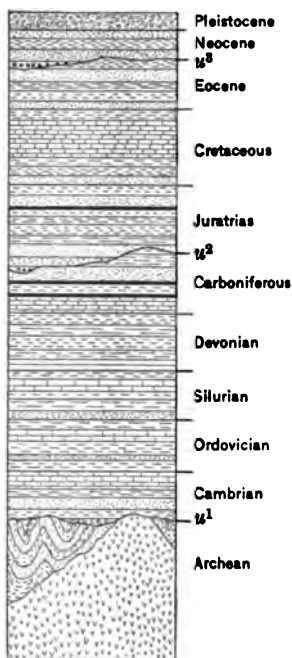 Pleistocene
Neocene
u3
Eocene
Cretaceous
Juratrias
u2
Carboniferous
Devonian
Silurian
Ordovician
Cambrian
u1
Archean